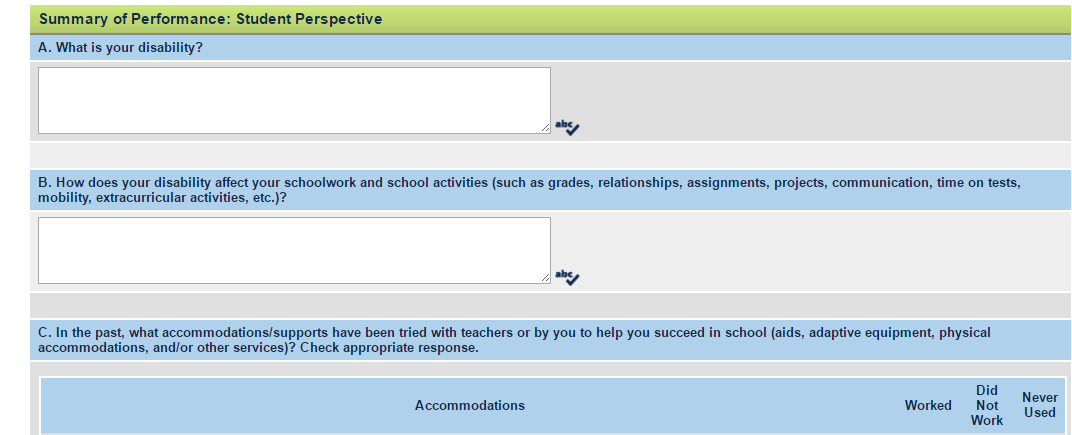 Summary of Performance: Student Perspective
A. What is your disability?
abc
B. How does your disability affect your schoolwork and school activities (such as grades, relationships, assignments, projects, communication, time on tests,
mobility, extracurricular activities, etc.)?
abc
C. In the past, what accommodations/supports have been tried with teachers or by you to help you succeed in school (aids, adaptive equipment, physical
accommodations, and/or other services)? Check appropriate response.
Accommodations
Worked
Did
Not
Work
Never
Used